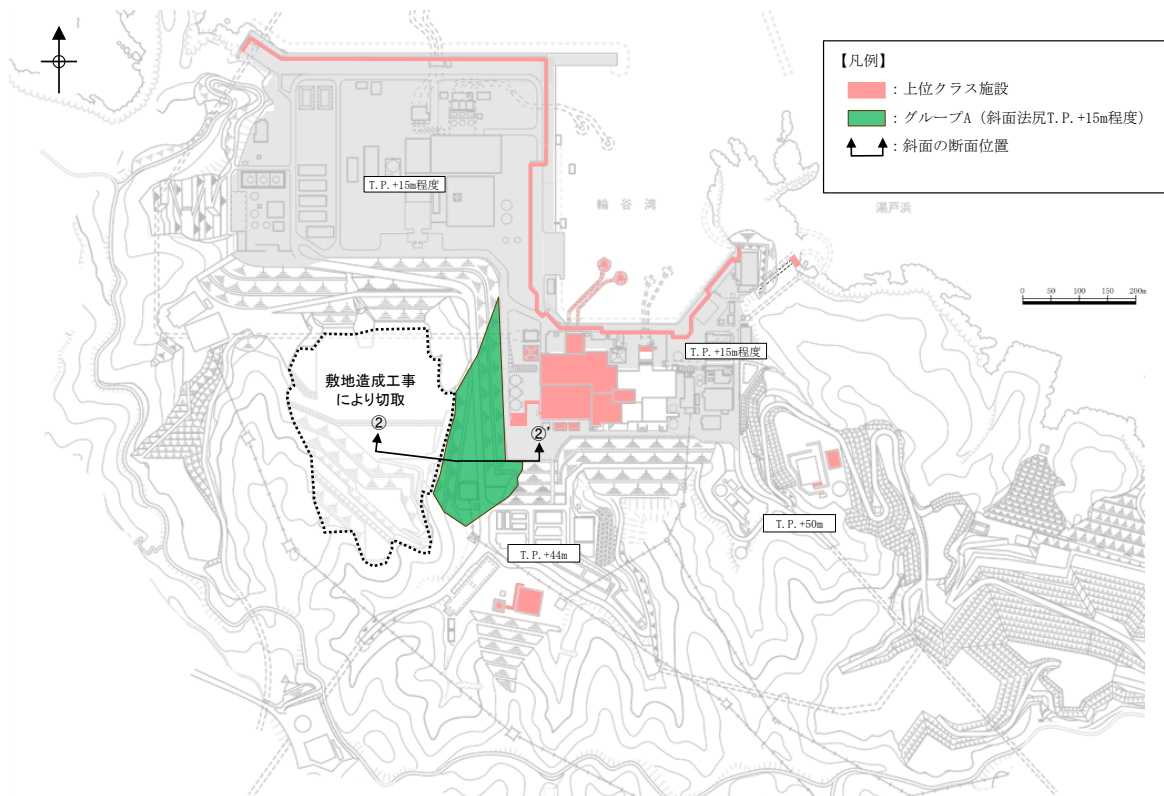 【凡例】
：上位クラス施設
：グループA（斜面法尻T.P.+15m程度）
：斜面の断面位置
T.P.+15m程度
輪谷湾
湯戸浜
0 50 100 150 200m
T.P.+15m程度
敷地造成工事
により切取
②
②'
T.P.+50m
T.P.+44m